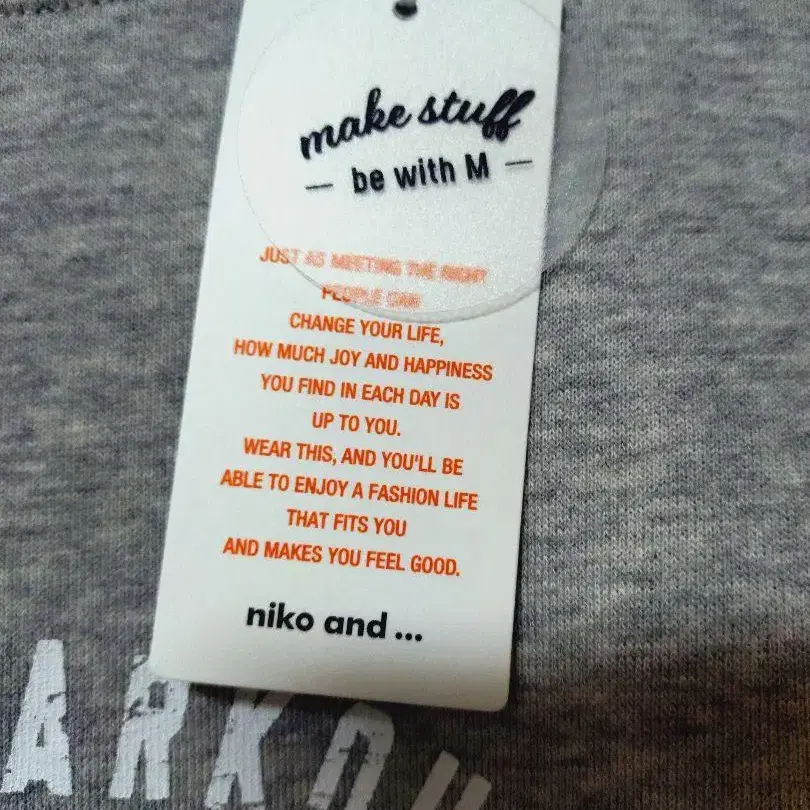 make stuff
— be with M —
JUST AS MEETING THE RIGHT
PEOPLE CAN
CHANGE YOUR LIFE,
HOW MUCH JOY AND HAPPINESS
YOU FIND IN EACH DAY IS
UP TO YOU.
WEAR THIS, AND YOU'LL BE
ABLE TO ENJOY A FASHION LIFE
THAT FITS YOU
AND MAKES YOU FEEL GOOD.
niko and ...